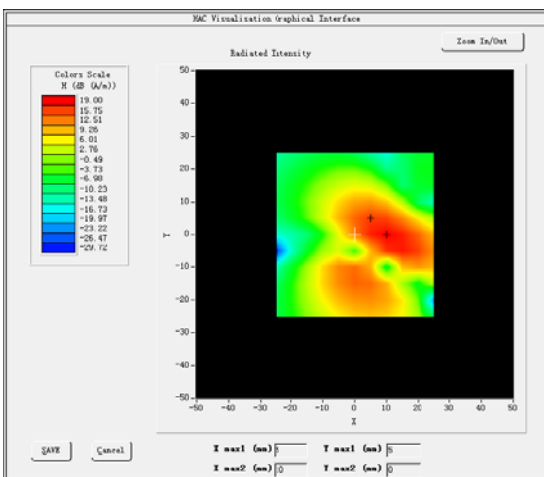 HAC Visualisation Graphical Interface
Zoom In/Out
Radiated Intensity
Colors Scale
H (dB (A/m))
19.00
15.75
12.51
9.26
6.01
2.76
-0.49
-3.73
-6.98
-10.23
-13.48
-16.73
-19.97
-23.22
-26.47
-29.72
50
40
30
20
10
Y
0
-10
-20
-30
-40
-50
-50 -40 -30 -20 -10 0 10 20 30 40 50
X
X max1 (mm) Y max1 (mm) 5
SAVE Cancel
X max2 (mm) Y max2 (mm) 0